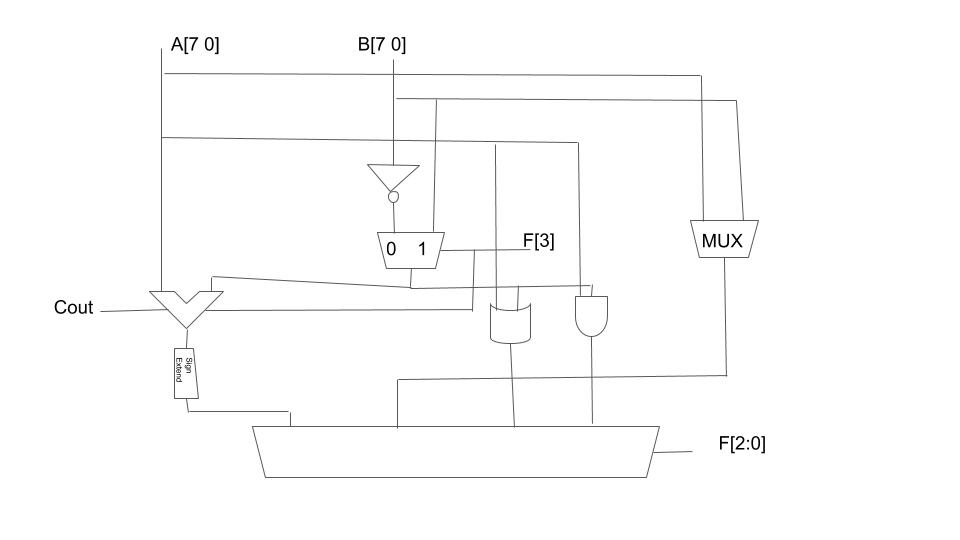 A[7 0]
B[7 0]
0 1
F[3]
MUX
Cout
Sign
Extend
F[2:0]